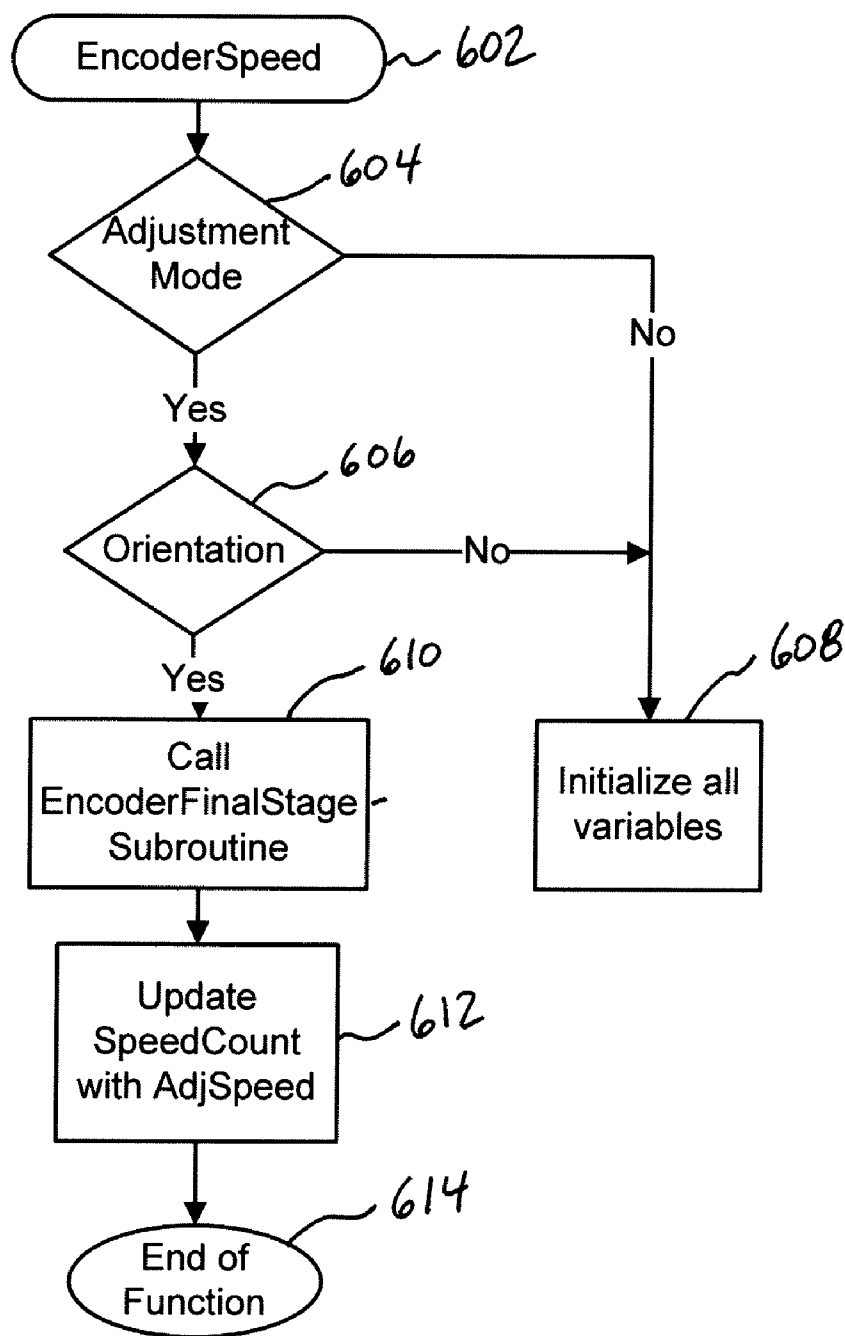 EncoderSpeed
602
604
Adjustment
Mode
No
Yes
606
Orientation
No
Yes
610
608
Call
EncoderFinalStage
Subroutine
Initialize all
variables
Update
SpeedCount
with AdjSpeed
612
614
End of
Function